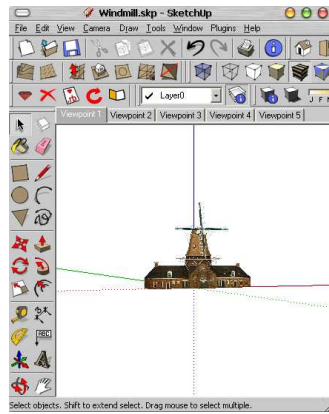 Windmill.skp - SketchUp
File Edit View Camera Draw Tools Window Plugins Help
Layer0
J F M
Viewpoint 1 Viewpoint 2 Viewpoint 3 Viewpoint 4 Viewpoint 5
ABC
A
Select objects. Shift to extend select. Drag mouse to select multiple.